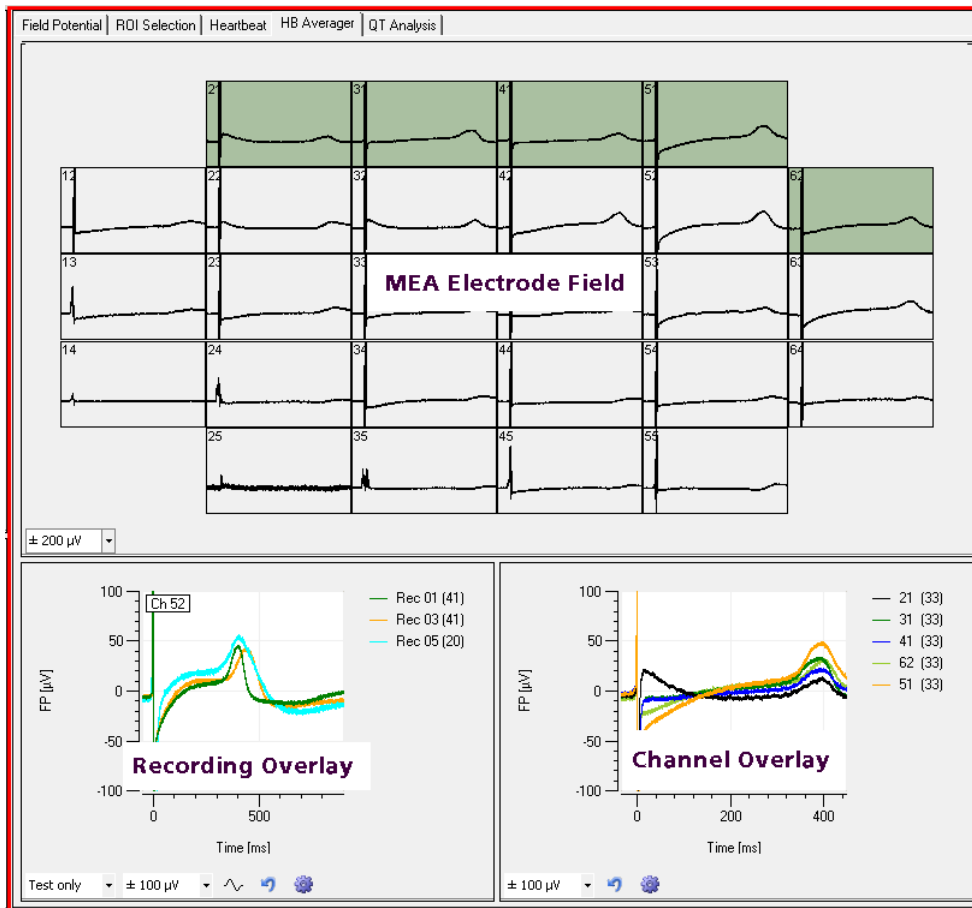 Field Potential ROI Selection Heartbeat HB Averager QT Analysis
21 31 41 51
12 22 32 42 52 62
13 23 33 53 63
MEA Electrode Field
14 24 34 44 54 64
25 35 45 55
± 200 µV
100
50
0
-50
-100
FP [µV]
Ch 52
Rec 01 (41)
Rec 03 (41)
Rec 05 (20)
Recording Overlay
0 500
Time [ms]
Test only ± 100 µV
100
50
0
-50
-100
FP [µV]
21 (33)
31 (33)
41 (33)
62 (33)
51 (33)
Channel Overlay
0 200 400
Time [ms]
± 100 µV